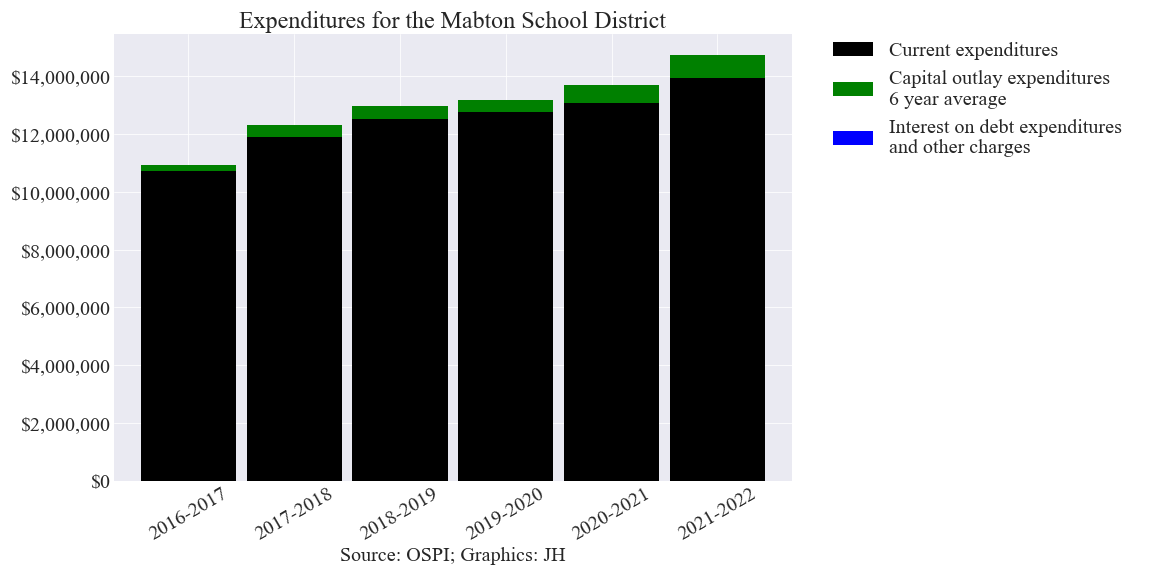 Expenditures for the Mabton School District
Current expenditures
Capital outlay expenditures
6 year average
Interest on debt expenditures
and other charges
$14,000,000
$12,000,000
$10,000,000
$8,000,000
$6,000,000
$4,000,000
$2,000,000
$0
2016-2017
2017-2018
2018-2019
2019-2020
2020-2021
2021-2022
Source: OSPI; Graphics: JH